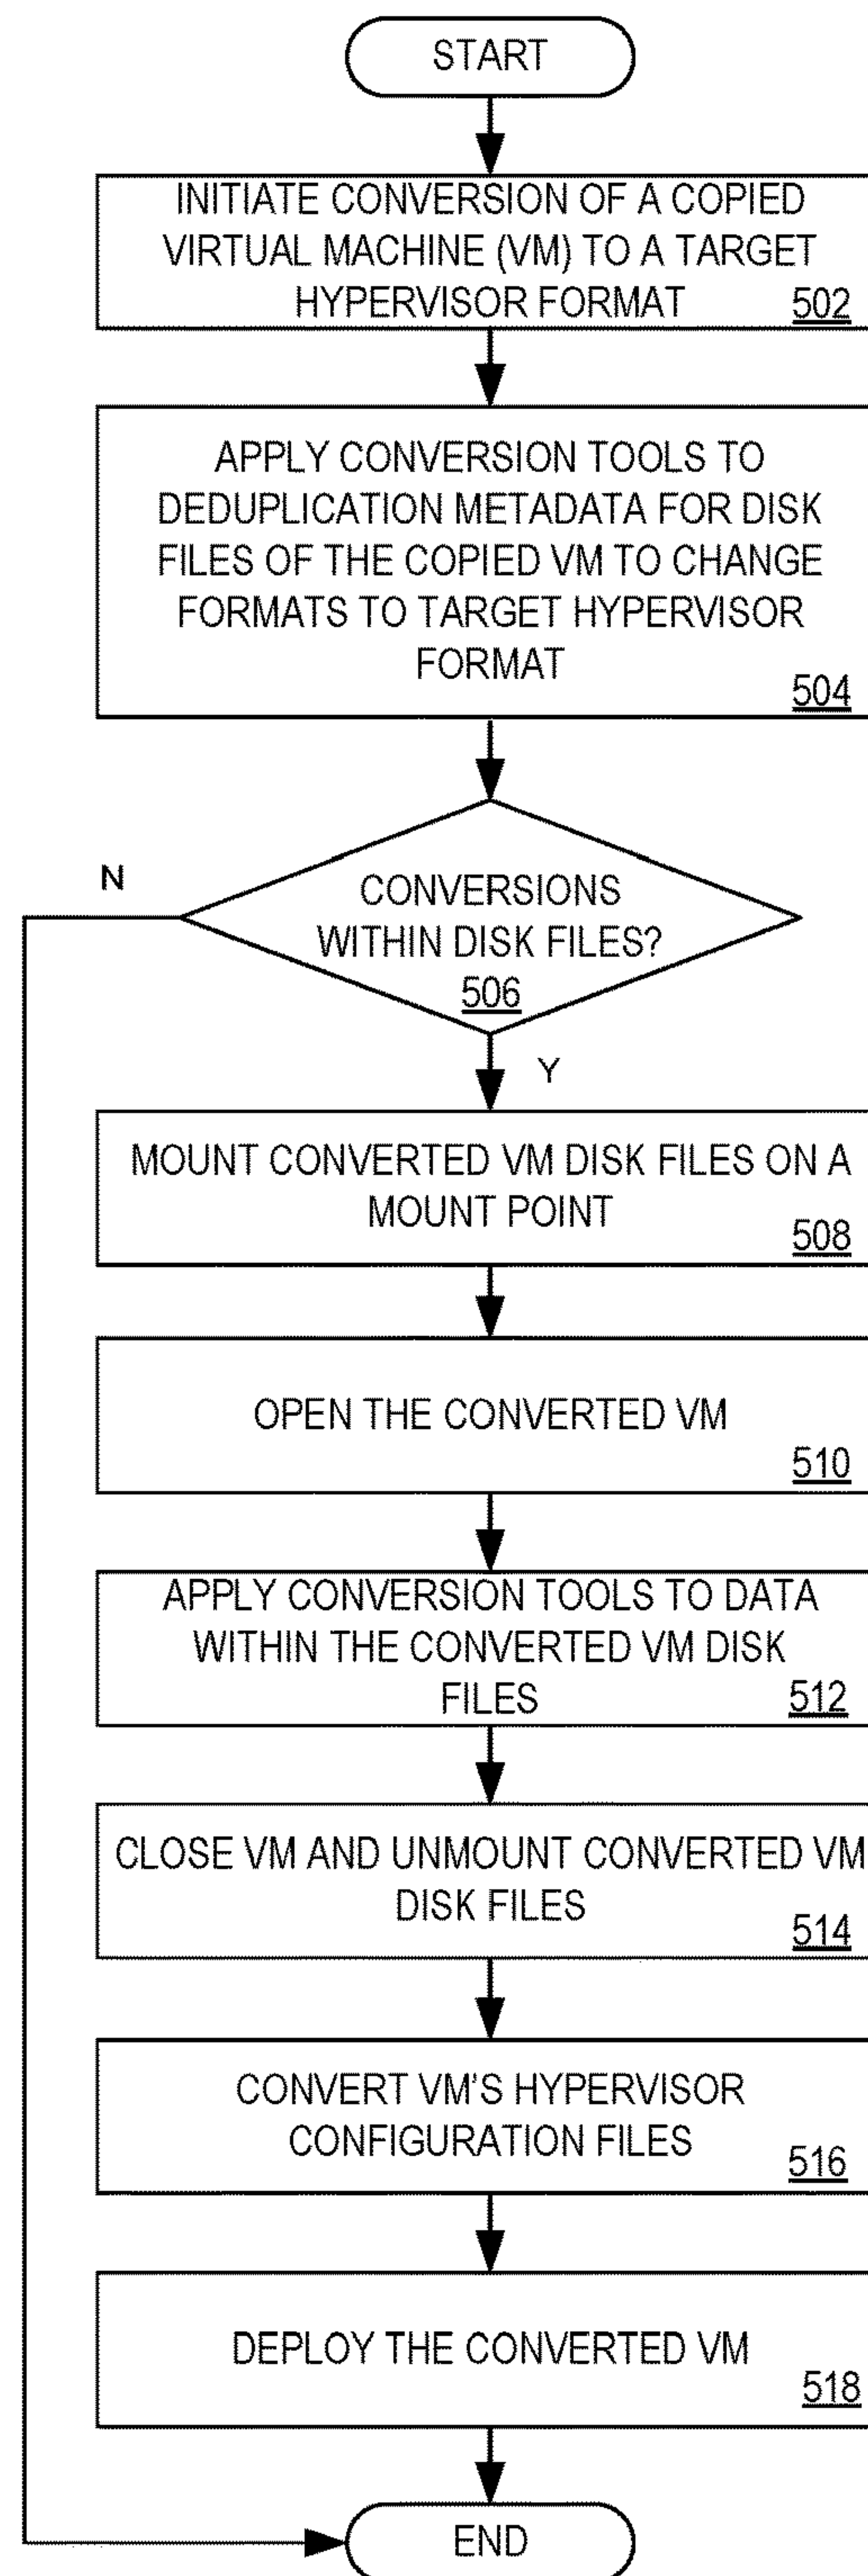 START
INITIATE CONVERSION OF A COPIED
VIRTUAL MACHINE (VM) TO A TARGET
HYPERVISOR FORMAT
502
APPLY CONVERSION TOOLS TO
DEDUPLICATION METADATA FOR DISK
FILES OF THE COPIED VM TO CHANGE
FORMATS TO TARGET HYPERVISOR
FORMAT
504
N
CONVERSIONS
WITHIN DISK FILES?
506
Y
MOUNT CONVERTED VM DISK FILES ON A
MOUNT POINT
508
OPEN THE CONVERTED VM
510
APPLY CONVERSION TOOLS TO DATA
WITHIN THE CONVERTED VM DISK
FILES
512
CLOSE VM AND UNMOUNT CONVERTED VM
DISK FILES
514
CONVERT VM'S HYPERVISOR
CONFIGURATION FILES
516
DEPLOY THE CONVERTED VM
518
END